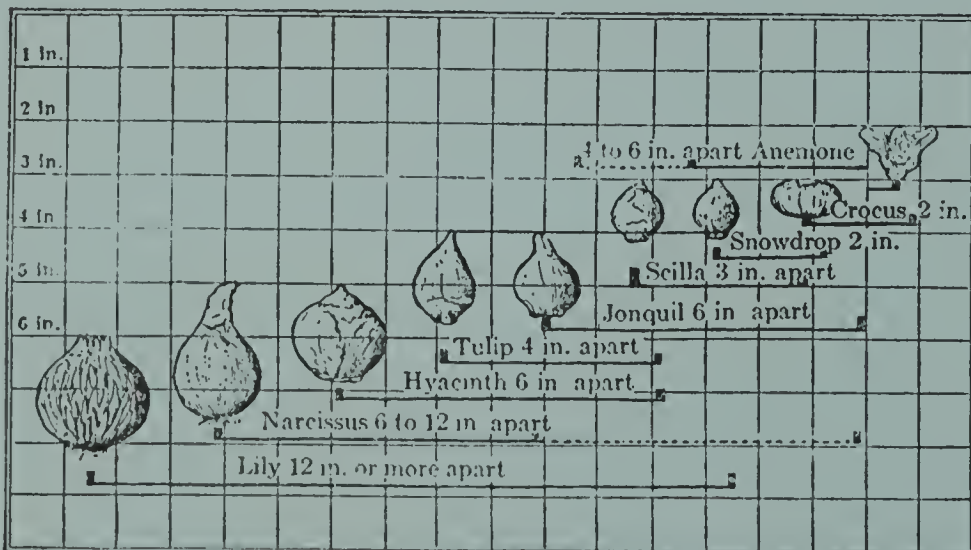 1 in.
2 in
3 in.
4 to 6 in. apart Anemone
4 in
Crocus, 2 in.
Snowdrop 2 in.
5 in.
Scilla 3 in. apart
Jonquil 6 in apart
6 in.
Tulip 4 in. apart
Hyacinth 6 in apart
Narcissus 6 to 12 in apart
Lily 12 in. or more apart